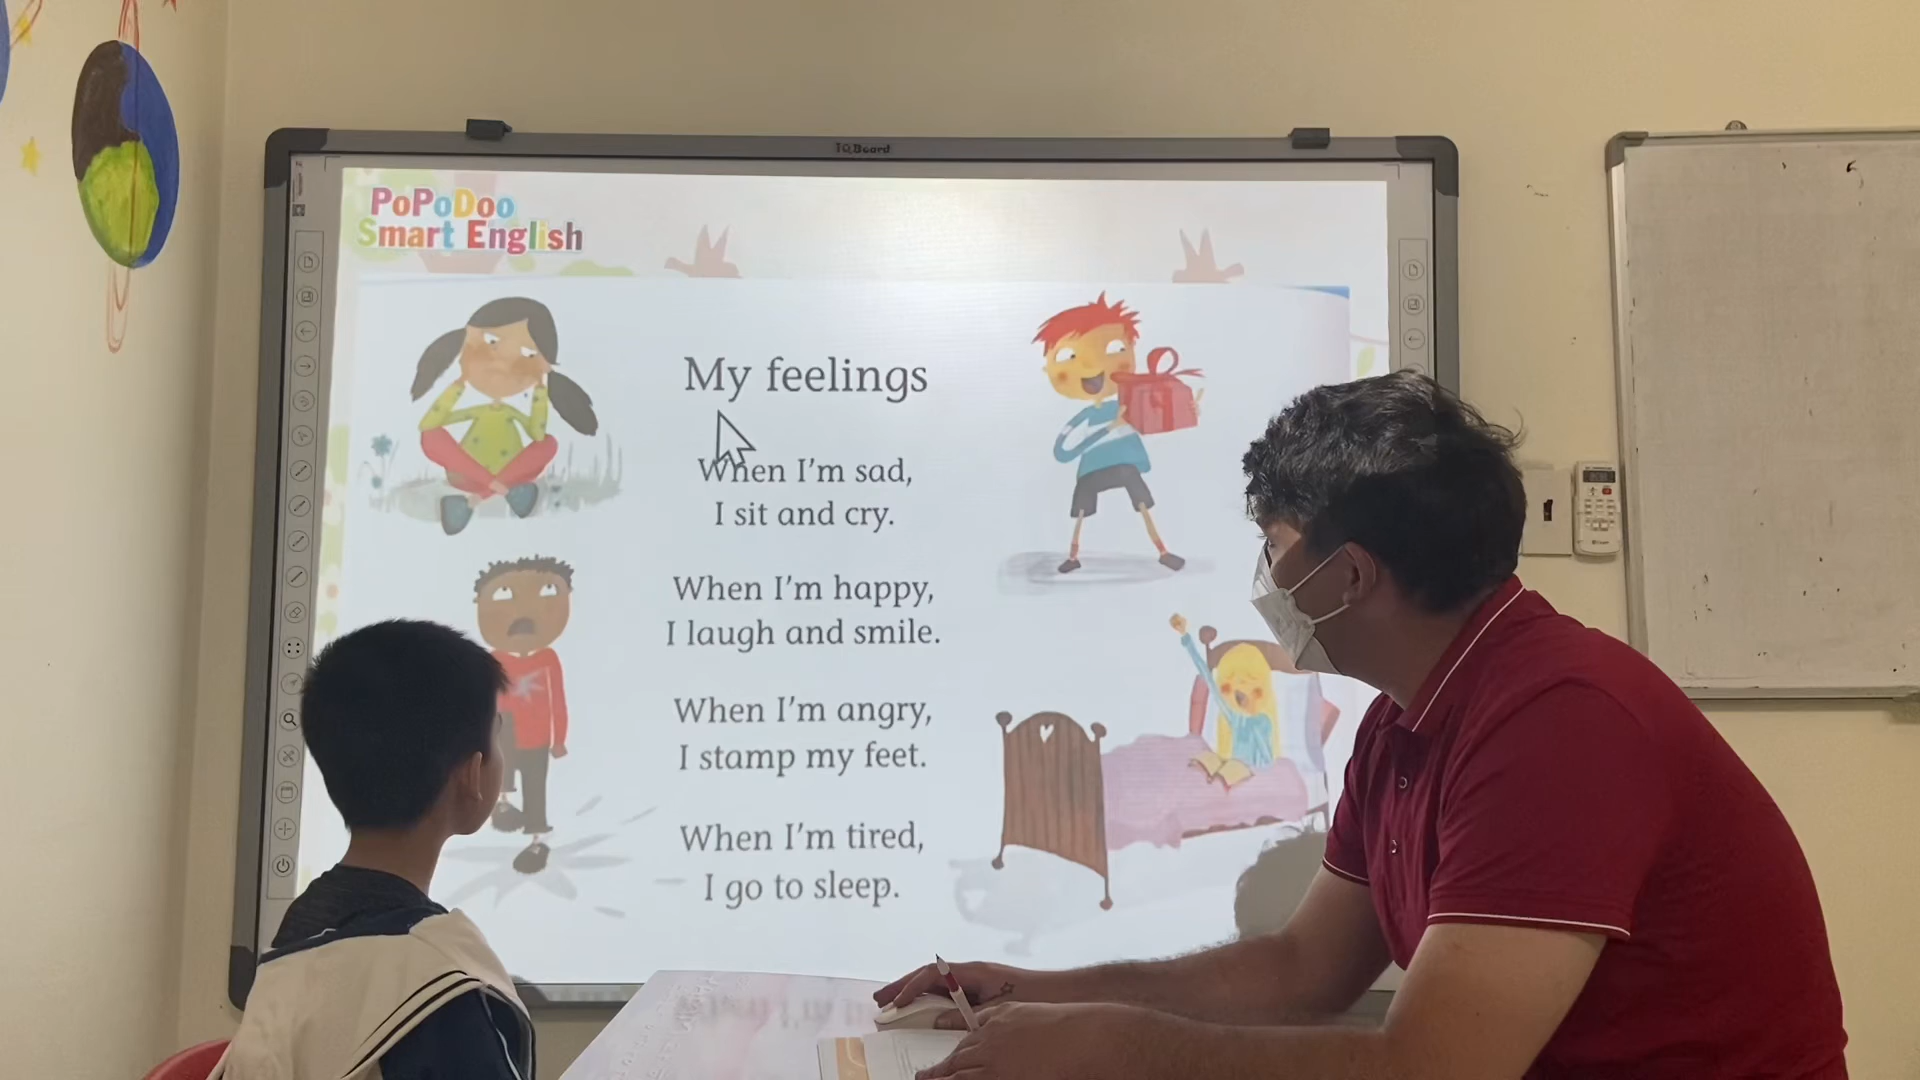 IQBoard
PoPoDoo
Smart English
My feelings
When I'm sad,
I sit and cry.
When I'm happy,
I laugh and smile.
When I'm angry,
I stamp my feet.
When I'm tired,
I go to sleep.